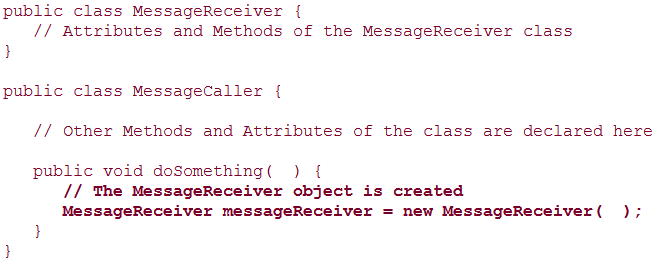 public class MessageReceiver {
   // Attributes and Methods of the MessageReceiver class
}
public class MessageCaller {
   // Other Methods and Attributes of the class are declared here
   public void doSomething(  ) {
      // The MessageReceiver object is created
      MessageReceiver messageReceiver = new MessageReceiver(  );
   }
}